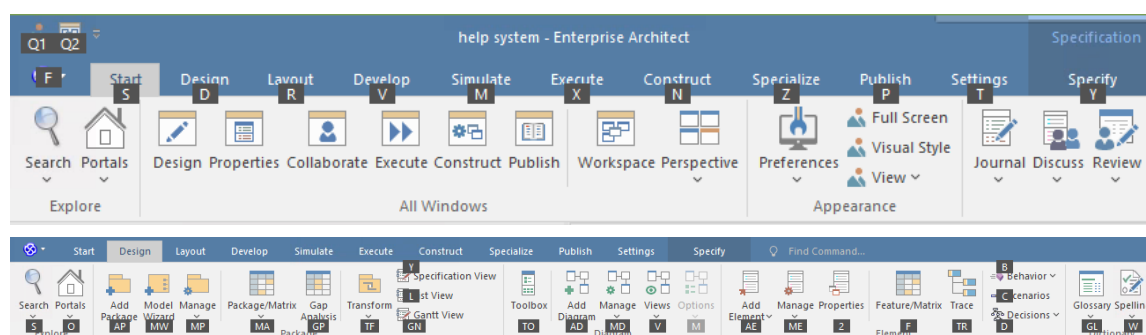 help system - Enterprise Architect
Specification
Q1 Q2
F
Start Design Layout Develop Simulate Execute Construct Specialize Publish Settings Specify
S D R V M X N Z P T Y
Full Screen
Visual Style
View
Search Portals Design Properties Collaborate Execute Construct Publish Workspace Perspective Preferences Journal Discuss Review
Explore All Windows Appearance
Start Design Layout Develop Simulate Execute Construct Specialize Publish Settings Specify Find Command...
Y B
Specification View Behavior
L C
Search Portals Add Model Manage Package/Matrix Gap Transform List View Toolbox Add Manage Views Options Add Manage Properties Feature/Matrix Trace Scenarios Glossary
Package Wizard Analysis Gantt View Diagram Element Decisions
S O AP MW MP MA GP TF GN TO AD MD V M AE ME 2 F TR D GL W
Explore Diagram Element